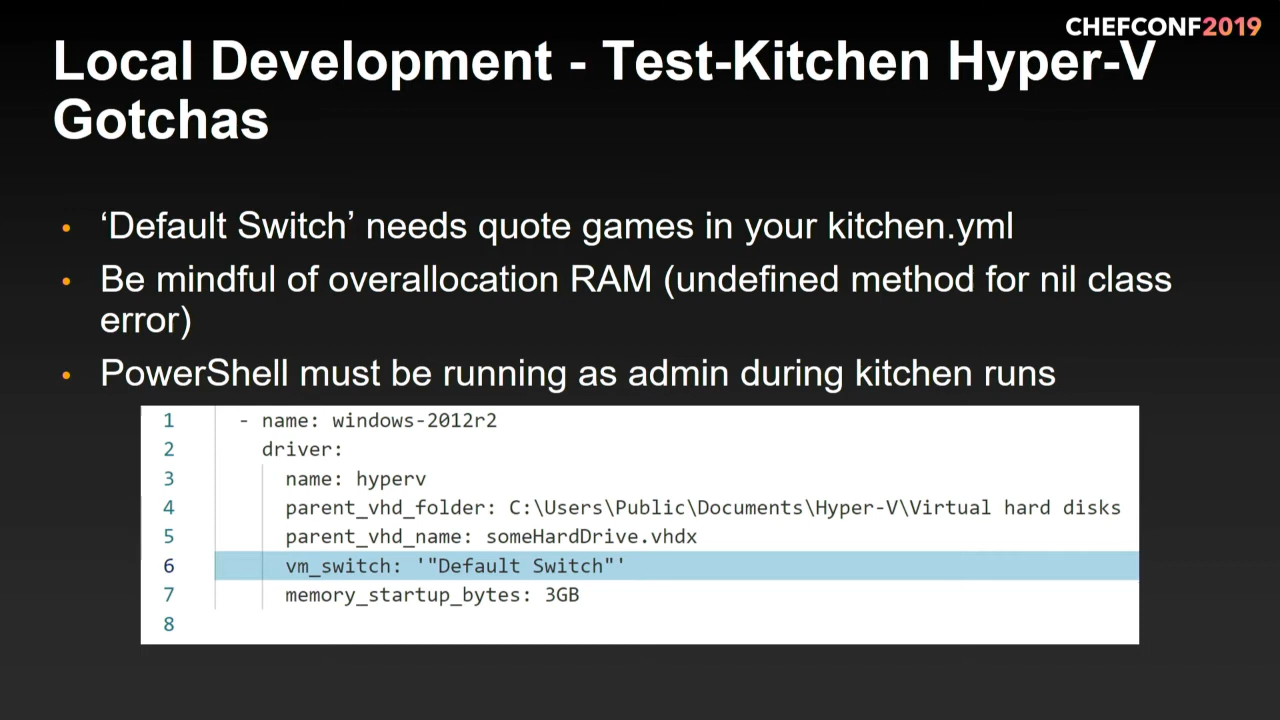 CHEFCONF2019
Local Development - Test-Kitchen Hyper-V
Gotchas
• ‘Default Switch’ needs quote games in your kitchen.yml
• Be mindful of overallocation RAM (undefined method for nil class
error)
• PowerShell must be running as admin during kitchen runs
1 - name: windows-2012r2
2 driver:
3 name: hyperv
4 parent_vhd_folder: C:\Users\Public\Documents\Hyper-V\Virtual hard disks
5 parent_vhd_name: someHardDrive.vhdx
6 vm_switch: '"Default Switch"'
7 memory_startup_bytes: 3GB
8